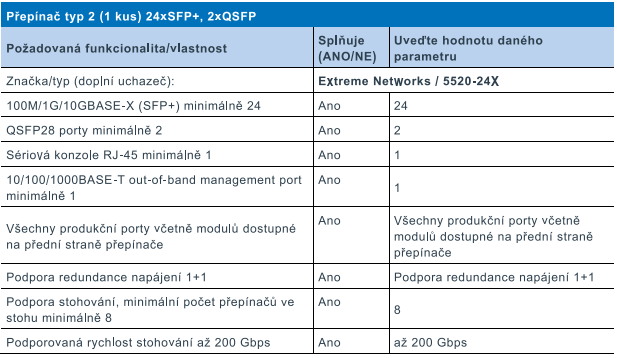 Přepínač typ 2 (1 kus) 24xSFP+, 2xQSFP
Požadovaná funkcionalita/vlastnost
Splňuje
(ANO/NE)
Uveďte hodnotu daného
parametru
Značka/typ (doplní uchazeč):
Extreme Networks / 5520-24X
100M/1G/10GBASE-X (SFP+) minimálně 24
Ano
24
QSFP28 porty minimálně 2
Ano
2
Sériová konzole RJ-45 minimálně 1
Ano
1
10/100/1000BASE-T out-of-band management port
minimálně 1
Ano
1
Všechny produkční porty včetně modulů dostupné
na přední straně přepínače
Ano
Všechny produkční porty včetně
modulů dostupné na přední straně
přepínače
Podpora redundance napájení 1+1
Ano
Podpora redundance napájení 1+1
Podpora stohování, minimální počet přepínačů ve
stohu minimálně 8
Ano
8
Podporovaná rychlost stohování až 200 Gbps
Ano
až 200 Gbps